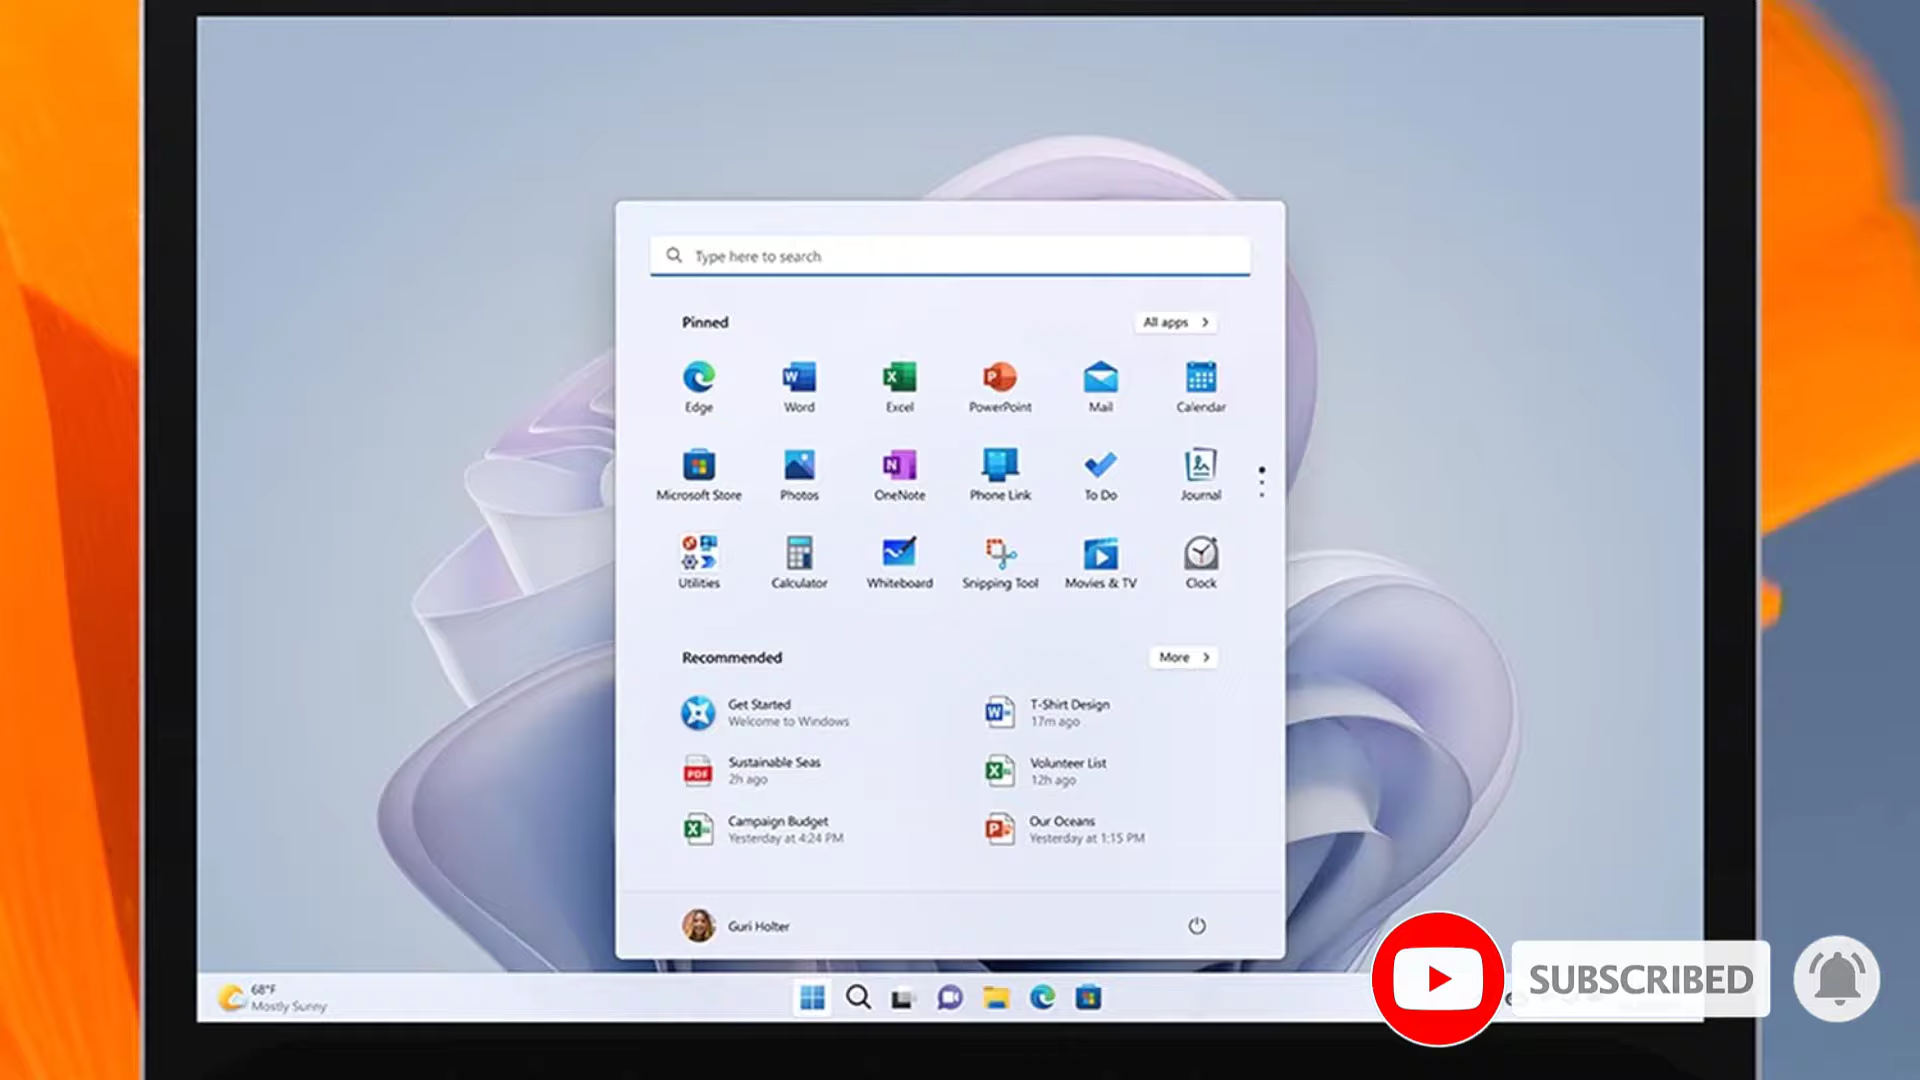 Type here to search
Pinned
All apps
Edge
Word
Excel
PowerPoint
Mail
Calendar
Microsoft Store
Photos
OneNote
Phone Link
To Do
Journal
Utilities
Calculator
Whiteboard
Snipping Tool
Movies & TV
Clock
Recommended
More
Get Started
Welcome to Windows
T-Shirt Design
17m ago
Sustainable Seas
2h ago
Volunteer List
12h ago
Campaign Budget
Yesterday at 4:24 PM
Our Oceans
Yesterday at 1:15 PM
Guri Holter
68°F
Mostly Sunny
SUBSCRIBED